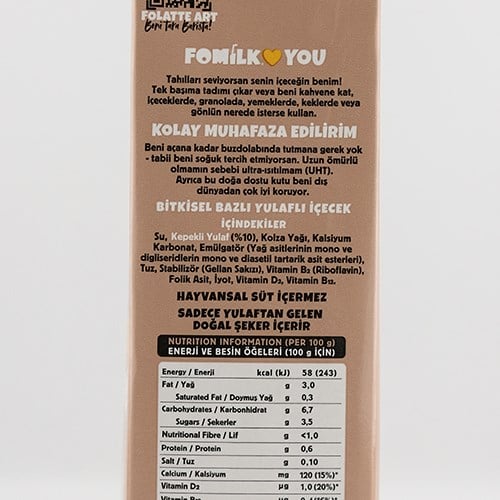 FOLATTE ART
Beni Tara Barista!
FOMİLK YOU
Tahılları seviyorsan senin içeceğin benim!
Tek başıma tadımı çıkar veya beni kahvene kat,
içeceklerde, granolada, yemeklerde, keklerde veya
gönlün nerede isterse kullan.
KOLAY MUHAFAZA EDİLİRİM
Beni açana kadar buzdolabında tutmana gerek yok
- tabii beni soğuk tercih etmiyorsan. Uzun ömürlü
olmamın sebebi ultra-ısıtılmam (UHT).
Ayrıca bu doğa dostu kutu beni dış
dünyadan çok iyi koruyor.
BİTKİSEL BAZLI YULAFLI İÇECEK
İÇİNDEKİLER
Su, Kepekli Yulaf (%10), Kolza Yağı, Kalsiyum
Karbonat, Emülgatör (Yağ asitlerinin mono ve
digliseridlerin mono ve diasetil tartarik asit esterleri),
Tuz, Stabilizör (Gellan Sakızı), Vitamin B₂ (Riboflavin),
Folik Asit, İyot, Vitamin D₂, Vitamin B₁₂.
HAYVANSAL SÜT İÇERMEZ
SADECE YULAFTAN GELEN
DOĞAL ŞEKER İÇERİR
NUTRITION INFORMATION (PER 100 g)
ENERJİ VE BESİN ÖĞELERİ (100 g İÇİN)
Energy / Enerji kcal (kJ) 58 (243)
Fat / Yağ g 3,0
Saturated Fat / Doymuş Yağ g 0,3
Carbohydrates / Karbonhidrat g 6,7
Sugars / Şekerler g 3,5
Nutritional Fibre / Lif g <1,0
Protein / Protein g 0,6
Salt / Tuz g 0,10
Calcium / Kalsiyum mg 120 (15%)*
Vitamin D₂ µg 1,0 (20%)*